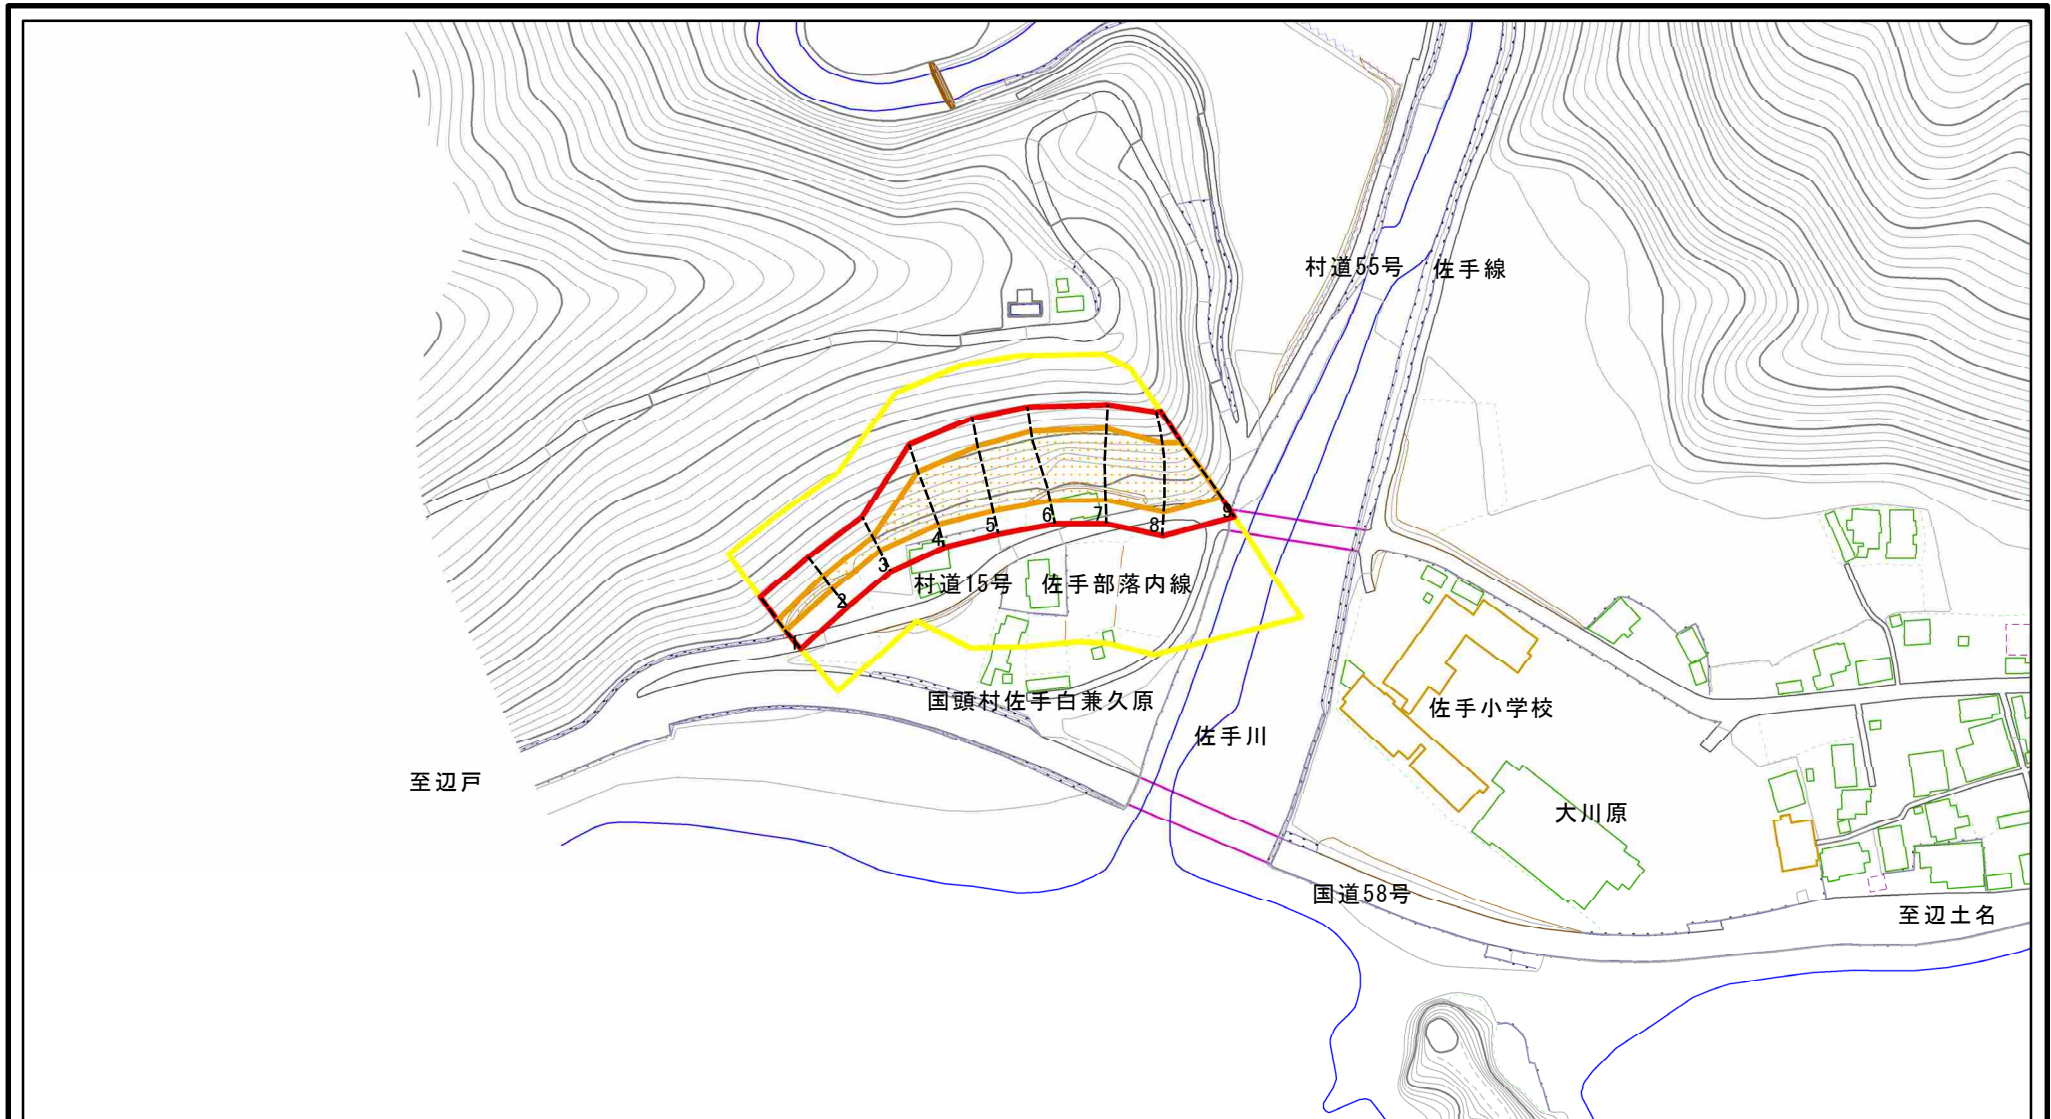 村道55号
佐手線
9
8
7
6
5
4
3
2
1
村道15号 佐手部落内線
国頭村佐手白兼久原
佐手小学校
佐手川
至辺戸
大川原
国道58号
至辺土名